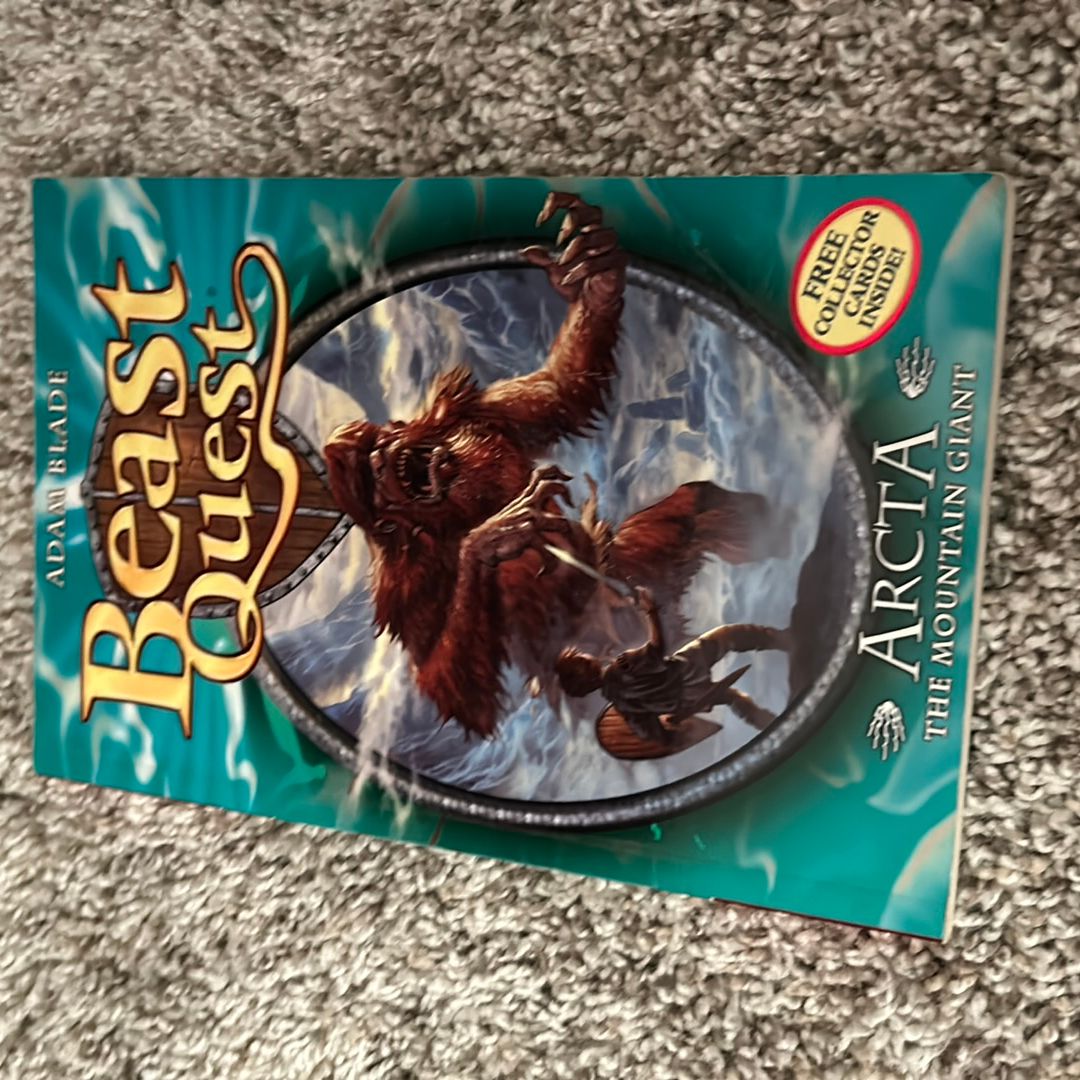 ADAM BLADE
Beast
Quest
FREE
COLLECTOR
CARDS
INSIDE!
ARCTA
THE MOUNTAIN GIANT